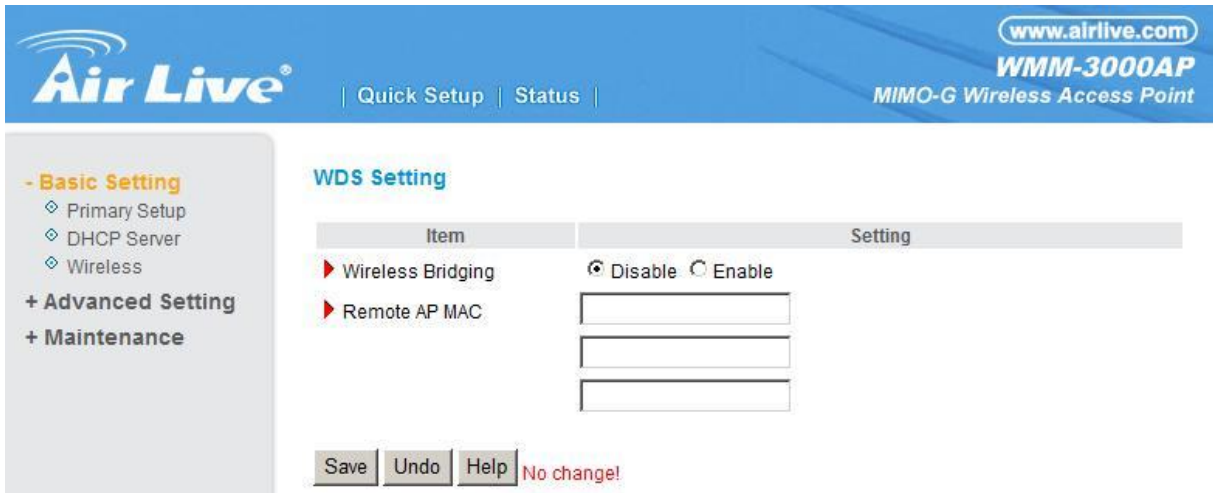 www.airlive.com
Air Live®
WMM-3000AP
| Quick Setup | Status |
MIMO-G Wireless Access Point
- Basic Setting
Primary Setup
DHCP Server
Wireless
+ Advanced Setting
+ Maintenance
WDS Setting
Item Setting
Wireless Bridging Disable Enable
Remote AP MAC
Save Undo Help No change!